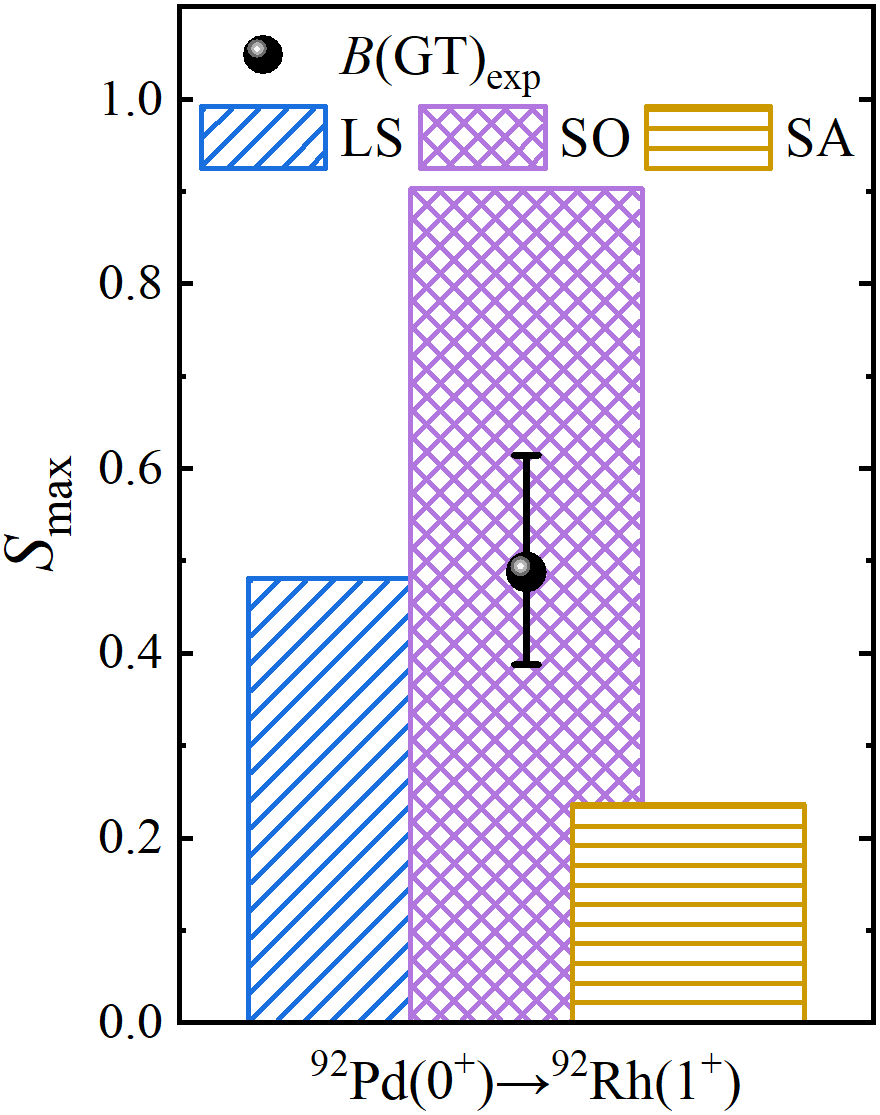 B(GT)exp
LS SO SA
1.0
0.8
0.6
0.4
0.2
0.0
Smax
⁹²Pd(0⁺)→⁹²Rh(1⁺)